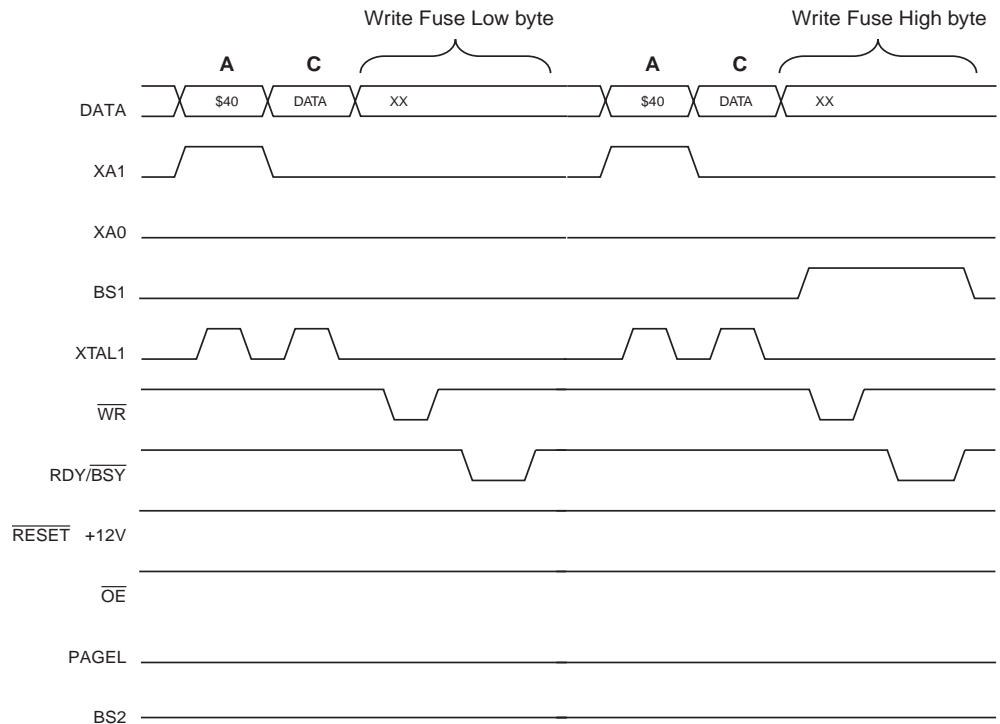 Write Fuse Low byte Write Fuse High byte
A C A C
DATA $40 DATA XX $40 DATA XX
XA1
XA0
BS1
XTAL1
WR
RDY/BSY
RESET +12V
OE
PAGEL
BS2